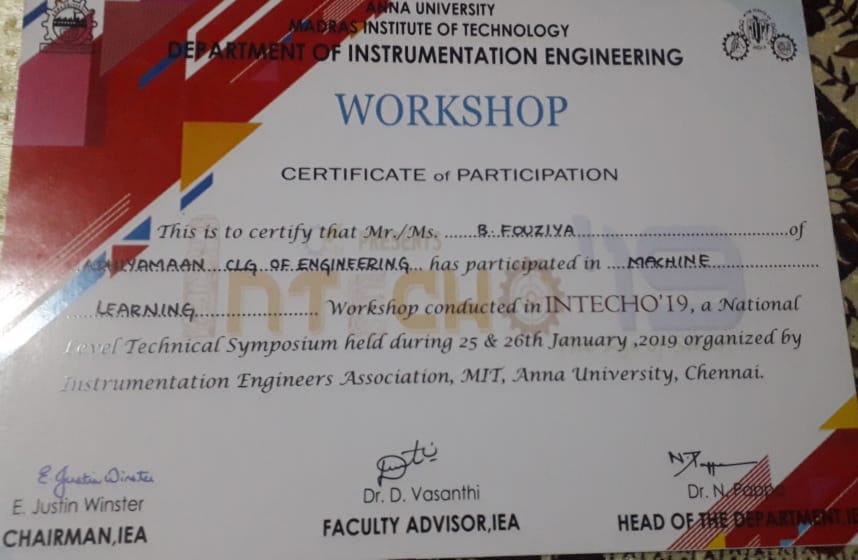 ANNA UNIVERSITY
MADRAS INSTITUTE OF TECHNOLOGY
DEPARTMENT OF INSTRUMENTATION ENGINEERING
WORKSHOP
CERTIFICATE of PARTICIPATION
This is to certify that Mr./Ms. ......B. FOUZIYA..........................................of
ADHIYAMAAN...CLG. OF ENGINEERING... has participated in ....MACHINE....................
.....LEARNING........................ Workshop conducted in INTECHO'19, a National
Level Technical Symposium held during 25 & 26th January ,2019 organized by
Instrumentation Engineers Association, MIT, Anna University, Chennai.
PRESENTS
INTECHO '19
E. Justin Winster
E. Justin Winster
CHAIRMAN,IEA
Dr. D. Vasanthi
FACULTY ADVISOR,IEA
Dr. N. Pappa
HEAD OF THE DEPARTMENT,IE